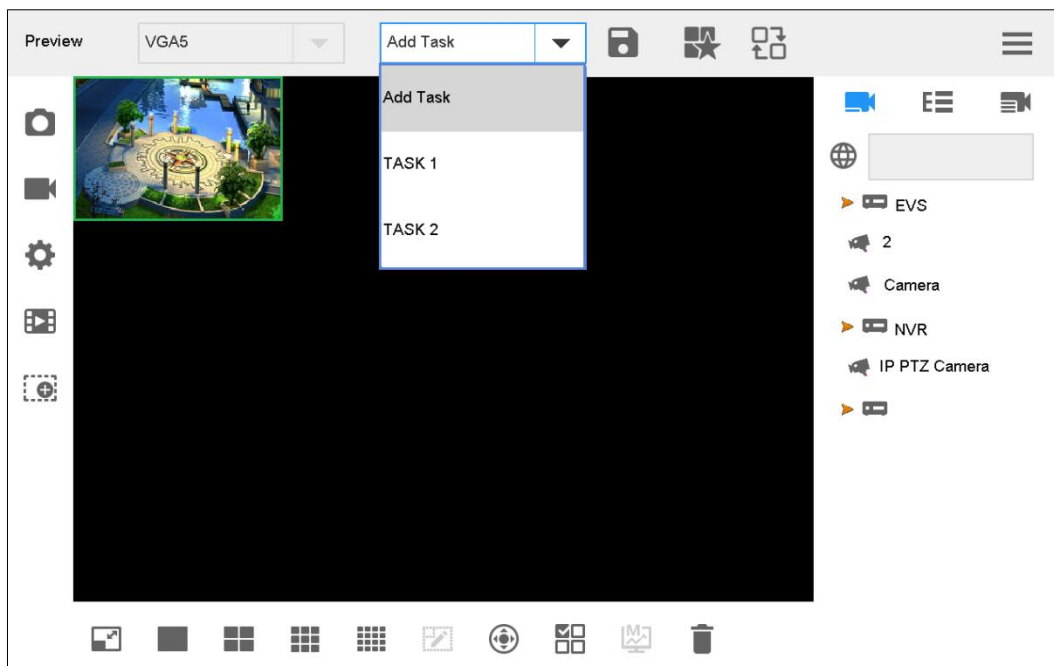 Preview
VGA5
Add Task
Add Task
TASK 1
TASK 2
EVS
2
Camera
NVR
IP PTZ Camera
M